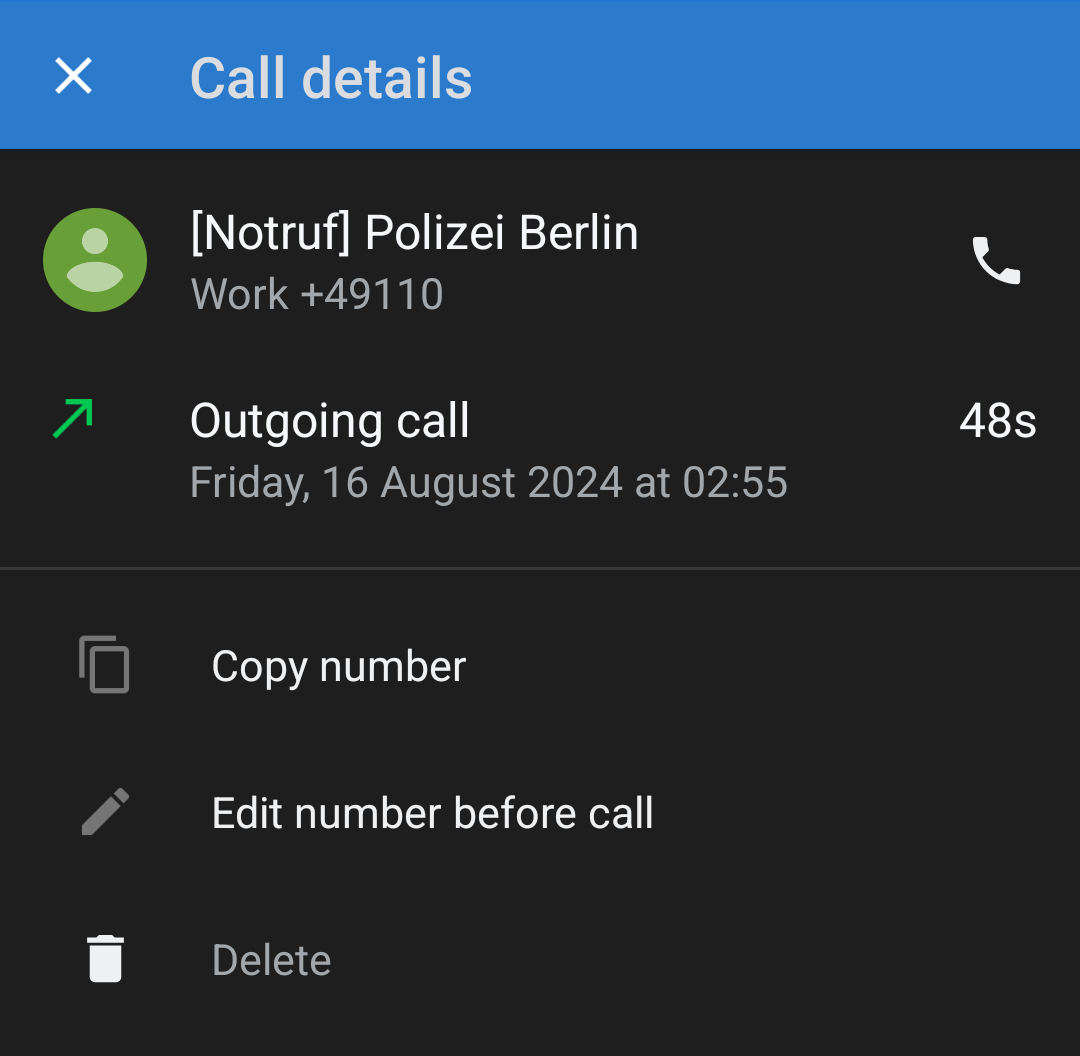 Call details
[Notruf] Polizei Berlin
Work +49110
Outgoing call
48s
Friday, 16 August 2024 at 02:55
Copy number
Edit number before call
Delete